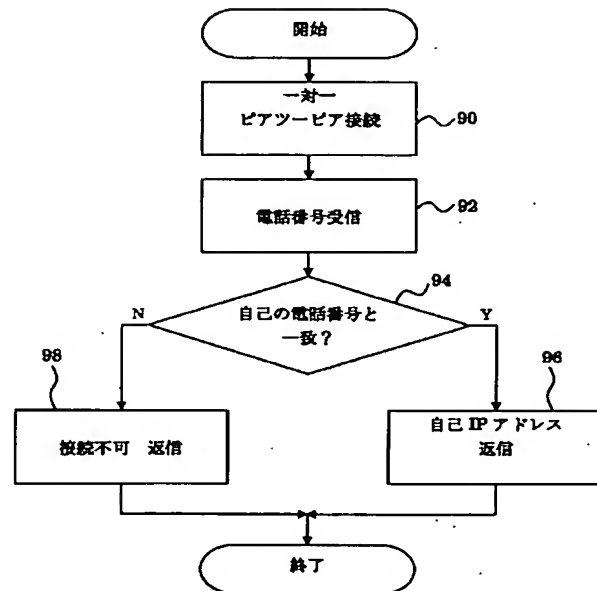 開始
一対一
ピアツーピア接続
90
電話番号受信
92
94
N
自己の電話番号と
一致?
Y
98
96
接続不可 返信
自己 IP アドレス
返信
終了